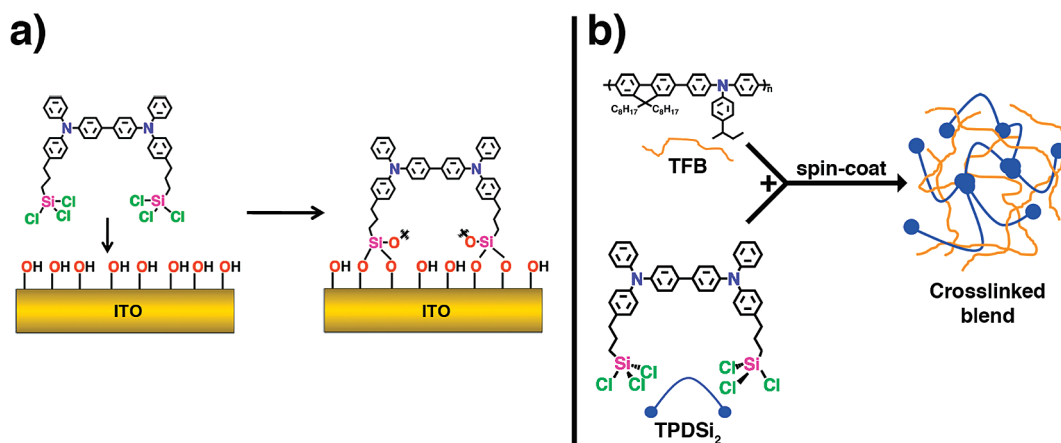 a)
N N
Si Cl Cl Cl
Cl Si Cl Cl
OH OH OH OH OH OH OH OH
ITO
N N
Si O O O
O Si O O
OH OH OH OH
ITO
b)
N
n
C8H17 C8H17
TFB
+
spin-coat
Crosslinked
blend
N N
Si Cl Cl Cl
Cl Si Cl Cl
TPDSi2